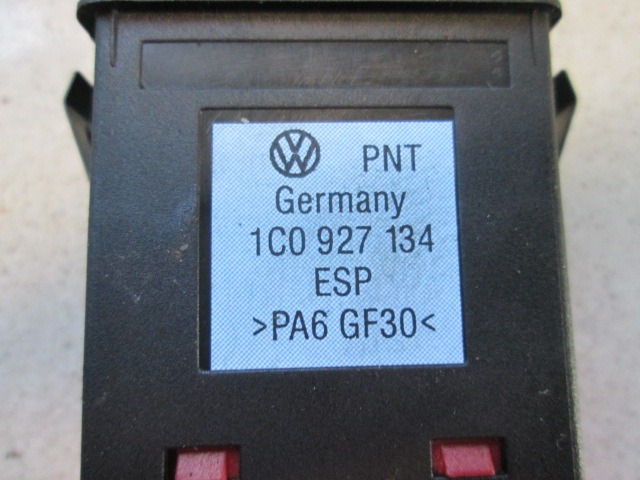 PNT
Germany
1C0 927 134
ESP
>PA6 GF30<